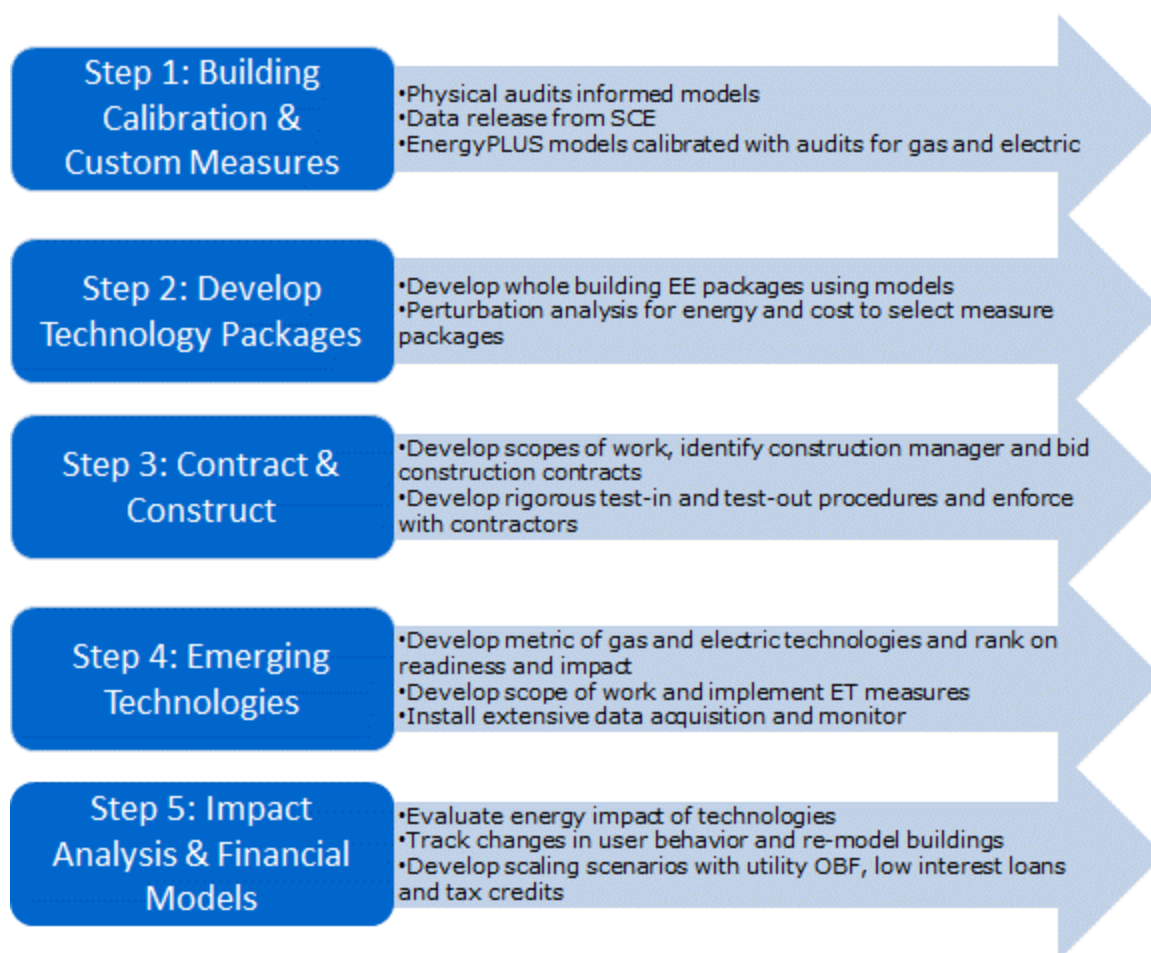 Step 1: Building
Calibration &
Custom Measures
•Physical audits informed models
•Data release from SCE
•EnergyPLUS models calibrated with audits for gas and electric
Step 2: Develop
Technology Packages
•Develop whole building EE packages using models
•Perturbation analysis for energy and cost to select measure
packages
Step 3: Contract &
Construct
•Develop scopes of work, identify construction manager and bid
construction contracts
•Develop rigorous test-in and test-out procedures and enforce
with contractors
Step 4: Emerging
Technologies
•Develop metric of gas and electric technologies and rank on
readiness and impact
•Develop scope of work and implement ET measures
•Install extensive data acquisition and monitor
Step 5: Impact
Analysis & Financial
Models
•Evaluate energy impact of technologies
•Track changes in user behavior and re-model buildings
•Develop scaling scenarios with utility OBF, low interest loans
and tax credits